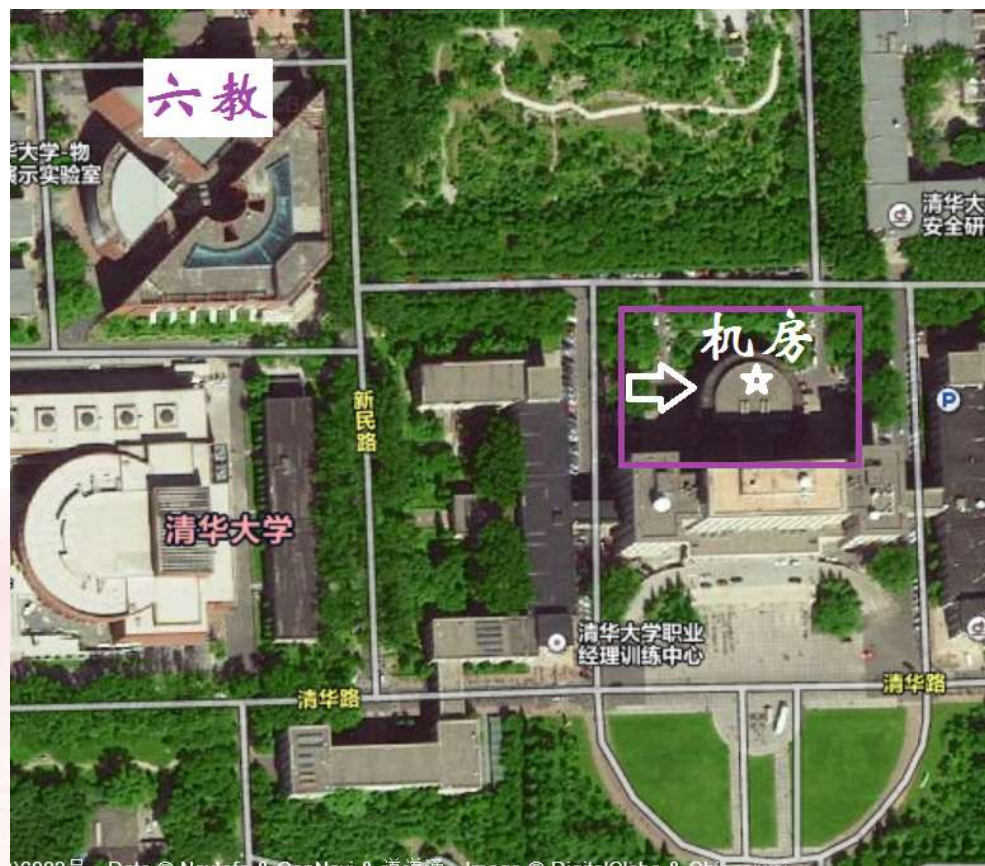 六教
华大学-物
演示实验室
清华大
安全研
机房
P
新民路
清华大学
清华大学职业
经理训练中心
清华路
清华路